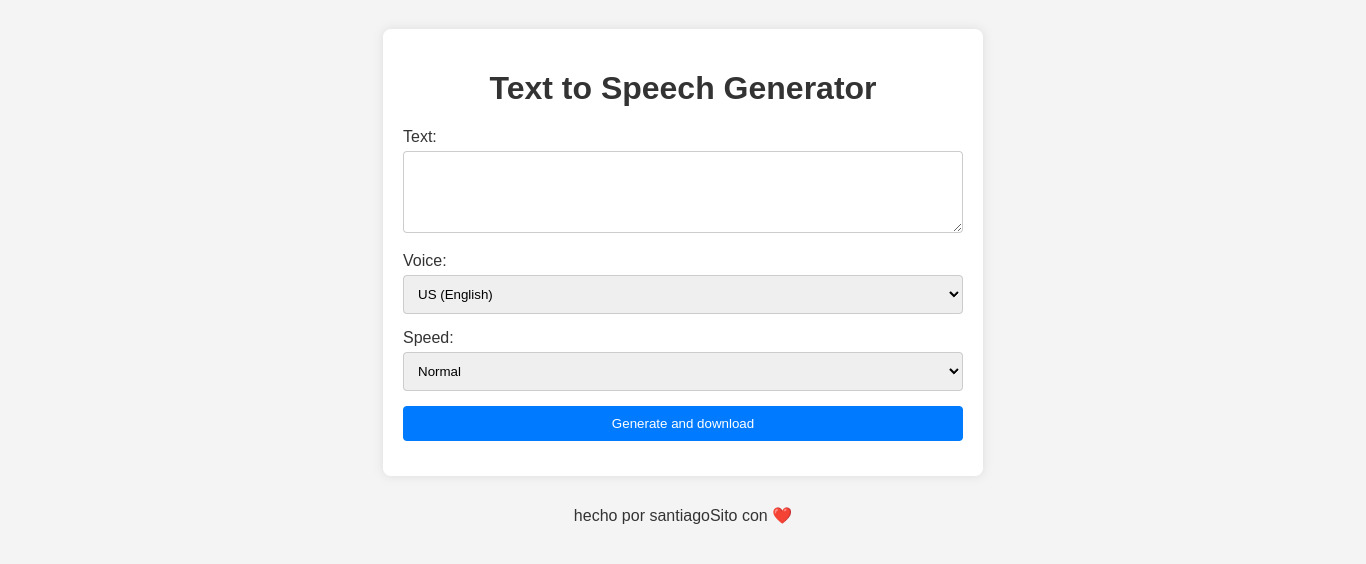 Text to Speech Generator
Text:
Voice:
US (English)
Speed:
Normal
Generate and download
hecho por santiagoSito con ❤️